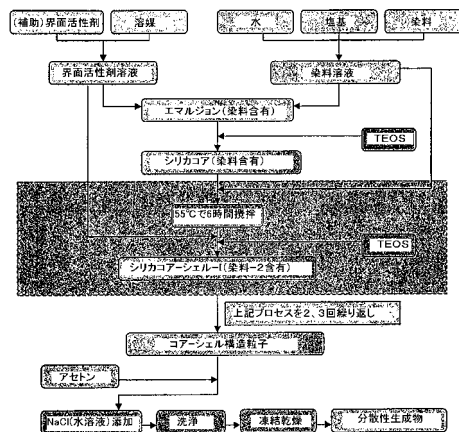 (補助)界面活性剤
溶媒
水
塩基
染料
界面活性剤溶液
染料溶液
エマルジョン(染料含有)
TEOS
シリカコア(染料含有)
55℃で6時間撹拌
TEOS
シリカコアーシェルーI(染料−2含有)
上記プロセスを2、3回繰り返し
コアーシェル構造粒子
アセトン
NaCl(水溶液)添加
洗浄
凍結乾燥
分散性生成物